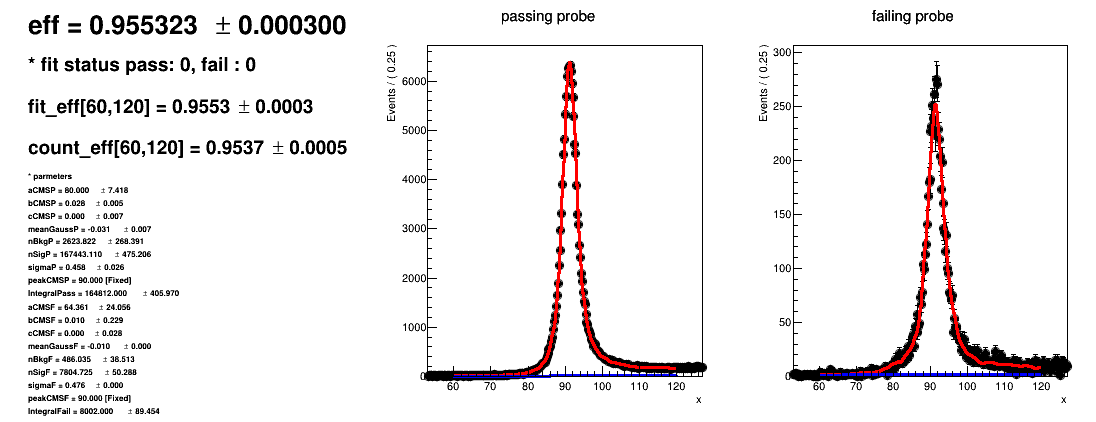 eff = 0.955323 ± 0.000300
* fit status pass: 0, fail : 0
fit_eff[60,120] = 0.9553 ± 0.0003
count_eff[60,120] = 0.9537 ± 0.0005
* parmeters
aCMSP = 80.000 ± 7.418
bCMSP = 0.028 ± 0.005
cCMSP = 0.000 ± 0.007
meanGaussP = -0.031 ± 0.007
nBkgP = 2623.822 ± 268.391
nSigP = 167443.110 ± 475.206
sigmaP = 0.458 ± 0.026
peakCMSP = 90.000 [Fixed]
IntegralPass = 164812.000 ± 405.970
aCMSF = 64.361 ± 24.056
bCMSF = 0.010 ± 0.229
cCMSF = 0.000 ± 0.028
meanGaussF = -0.010 ± 0.000
nBkgF = 486.035 ± 38.513
nSigF = 7804.725 ± 50.288
sigmaF = 0.476 ± 0.000
peakCMSF = 90.000 [Fixed]
IntegralFail = 8002.000 ± 89.454
passing probe
Events / ( 0.25 )
6000
5000
4000
3000
2000
1000
0
60 70 80 90 100 110 120
x
failing probe
Events / ( 0.25 )
300
250
200
150
100
50
0
60 70 80 90 100 110 120
x